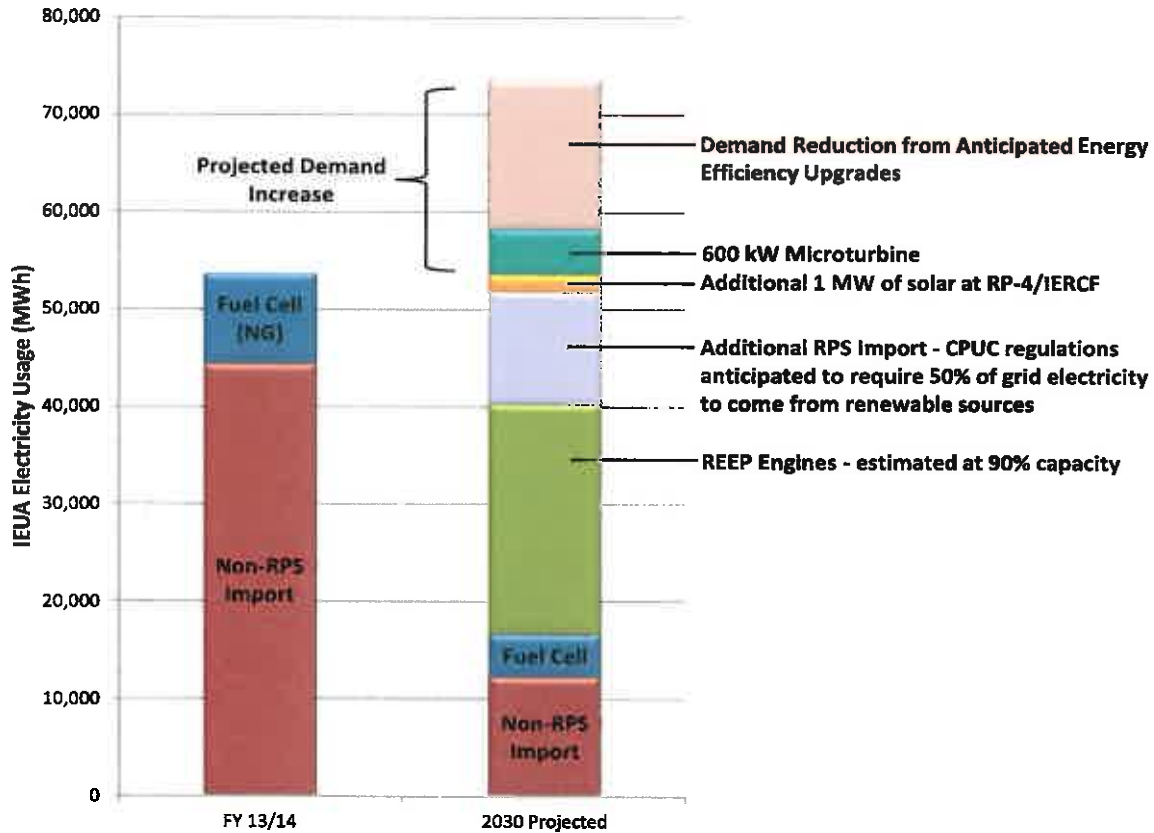 80,000
70,000
60,000
50,000
40,000
30,000
20,000
10,000
0
IEUA Electricity Usage (MWh)
Projected Demand
Increase
Fuel Cell
(NG)
Non-RPS
Import
Fuel Cell
Non-RPS
Import
Demand Reduction from Anticipated Energy
Efficiency Upgrades
600 kW Microturbine
Additional 1 MW of solar at RP-4/IERCF
Additional RPS Import - CPUC regulations
anticipated to require 50% of grid electricity
to come from renewable sources
REEP Engines - estimated at 90% capacity
FY 13/14
2030 Projected